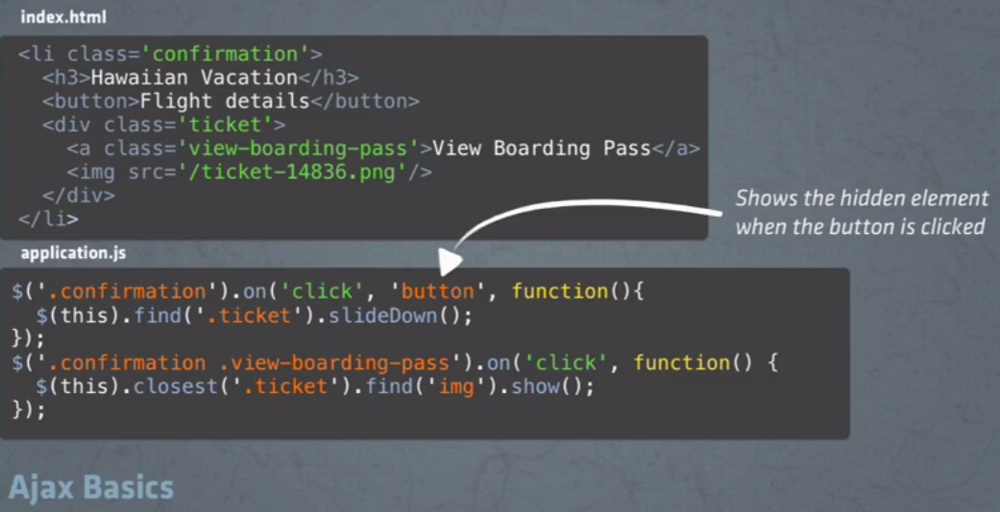 index.html
<li class='confirmation'>
  <h3>Hawaiian Vacation</h3>
  <button>Flight details</button>
  <div class='ticket'>
    <a class='view-boarding-pass'>View Boarding Pass</a>
    <img src='/ticket-14836.png'/>
  </div>
</li>
Shows the hidden element
when the button is clicked
application.js
$('.confirmation').on('click', 'button', function(){
  $(this).find('.ticket').slideDown();
});
$('.confirmation .view-boarding-pass').on('click', function() {
  $(this).closest('.ticket').find('img').show();
});
Ajax Basics